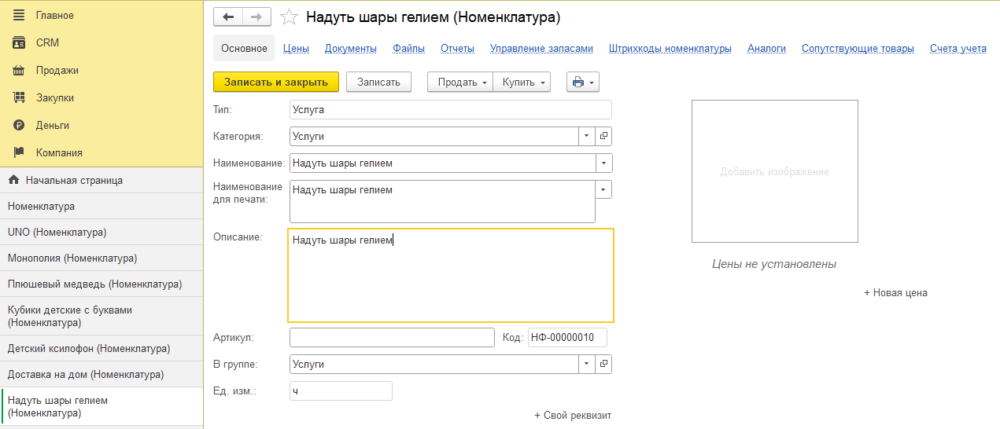 Главное
CRM
Продажи
Закупки
Деньги
Компания
Начальная страница
Номенклатура
UNO (Номенклатура)
Монополия (Номенклатура)
Плюшевый медведь (Номенклатура)
Кубики детские с буквами
(Номенклатура)
Детский ксилофон (Номенклатура)
Доставка на дом (Номенклатура)
Надуть шары гелием
(Номенклатура)
Надуть шары гелием (Номенклатура)
Основное Цены Документы Файлы Отчеты Управление запасами Штрихкоды номенклатуры Аналоги Сопутствующие товары Счета учета
Записать и закрыть Записать Продать Купить
Тип: Услуга
Категория: Услуги
Наименование: Надуть шары гелием
Наименование Надуть шары гелием
для печати:
Описание: Надуть шары гелием
Артикул: Код: НФ-00000010
В группе: Услуги
Ед. изм.: ч
+ Свой реквизит
Добавить изображение
Цены не установлены
+ Новая цена